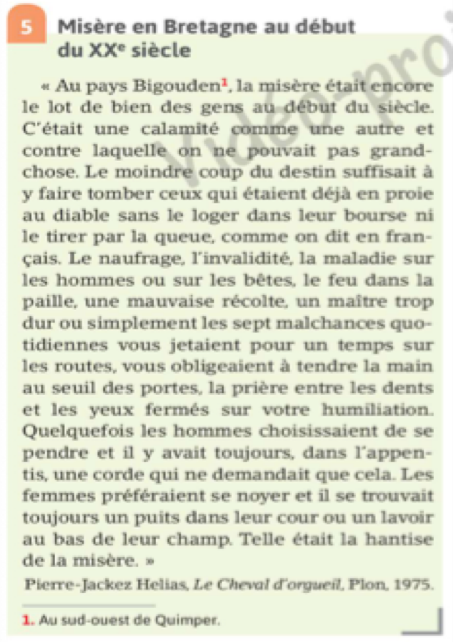 5 Misère en Bretagne au début
du XXe siècle
« Au pays Bigouden1, la misère était encore
le lot de bien des gens au début du siècle.
C'était une calamité comme une autre et
contre laquelle on ne pouvait pas grand-
chose. Le moindre coup du destin suffisait à
y faire tomber ceux qui étaient déjà en proie
au diable sans le loger dans leur bourse ni
le tirer par la queue, comme on dit en fran-
çais. Le naufrage, l'invalidité, la maladie sur
les hommes ou sur les bêtes, le feu dans la
paille, une mauvaise récolte, un maître trop
dur ou simplement les sept malchances quo-
tidiennes vous jetaient pour un temps sur
les routes, vous obligeaient à tendre la main
au seuil des portes, la prière entre les dents
et les yeux fermés sur votre humiliation.
Quelquefois les hommes choisissaient de se
pendre et il y avait toujours, dans l'appen-
tis, une corde qui ne demandait que cela. Les
femmes préféraient se noyer et il se trouvait
toujours un puits dans leur cour ou un lavoir
au bas de leur champ. Telle était la hantise
de la misère. »
Pierre-Jackez Helias, Le Cheval d'orgueil, Plon, 1975.
1. Au sud-ouest de Quimper.